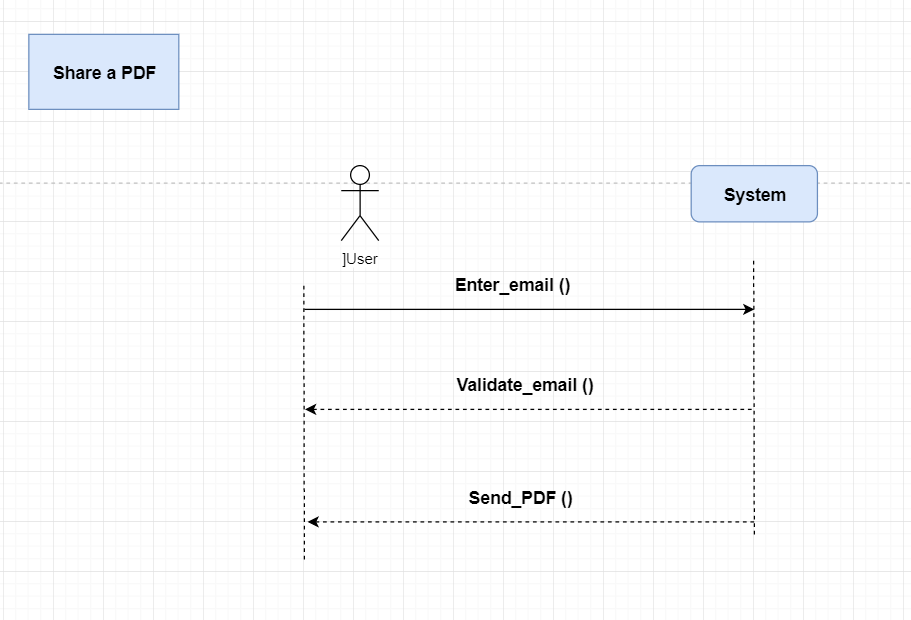 Share a PDF
System
]User
Enter_email ()
Validate_email ()
Send_PDF ()